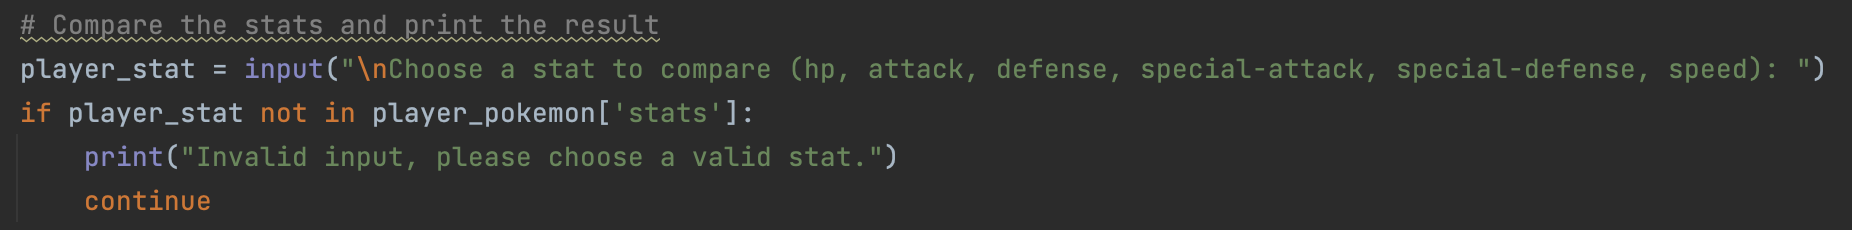 # Compare the stats and print the result
player_stat = input("\nChoose a stat to compare (hp, attack, defense, special-attack, special-defense, speed): ")
if player_stat not in player_pokemon['stats']:
    print("Invalid input, please choose a valid stat.")
    continue